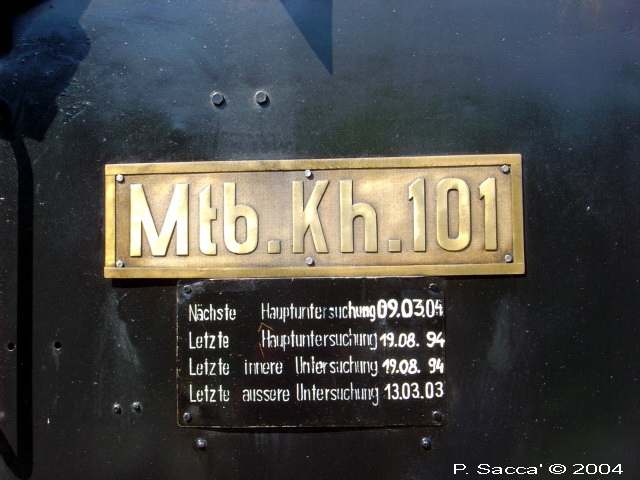 Mtb.Kh.101
Nächste Hauptuntersuchung 09.03.04
Letzte Hauptuntersuchung 19.08. 94
Letzte innere Untersuchung 19.08. 94
Letzte aussere Untersuchung 13.03.03
P. Sacca' © 2004